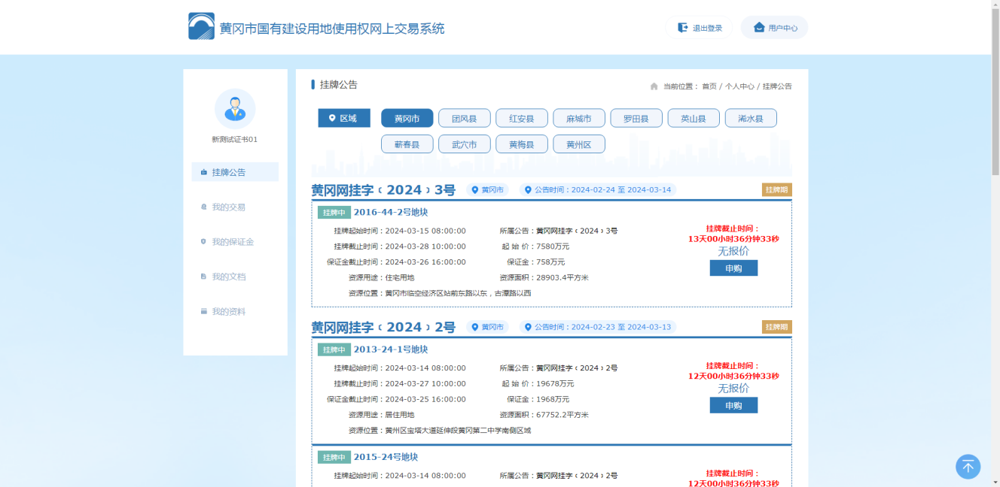 黄冈市国有建设用地使用权网上交易系统
退出登录
用户中心
新测试证书01
挂牌公告
我的交易
我的保证金
我的文档
我的资料
挂牌公告
当前位置： 首页 / 个人中心 / 挂牌公告
区域
黄冈市 团风县 红安县 麻城市 罗田县 英山县 浠水县
蕲春县 武穴市 黄梅县 黄州区
黄冈网挂字﹝2024﹞3号 黄冈市 公告时间：2024-02-24 至 2024-03-14 挂牌期
挂牌中 2016-44-2号地块
挂牌起始时间：2024-03-15 08:00:00 所属公告：黄冈网挂字﹝2024﹞3号
挂牌截止时间：2024-03-28 10:00:00 起 始 价：7580万元
保证金截止时间：2024-03-26 16:00:00 保证金：758万元
资源用途：住宅用地 资源面积：28903.4平方米
资源位置：黄冈市临空经济区站前东路以东，古潭路以西
挂牌截止时间：
13天00小时36分钟33秒
无报价
申购
黄冈网挂字﹝2024﹞2号 黄冈市 公告时间：2024-02-23 至 2024-03-13 挂牌期
挂牌中 2013-24-1号地块
挂牌起始时间：2024-03-14 08:00:00 所属公告：黄冈网挂字﹝2024﹞2号
挂牌截止时间：2024-03-27 10:00:00 起 始 价：19678万元
保证金截止时间：2024-03-25 16:00:00 保证金：1968万元
资源用途：居住用地 资源面积：67752.2平方米
资源位置：黄州区宝塔大道延伸段黄冈第二中学南侧区域
挂牌截止时间：
12天00小时36分钟33秒
无报价
申购
挂牌中 2015-24号地块
挂牌起始时间：2024-03-14 08:00:00 所属公告：黄冈网挂字﹝2024﹞2号
挂牌截止时间：
12天00小时36分钟33秒